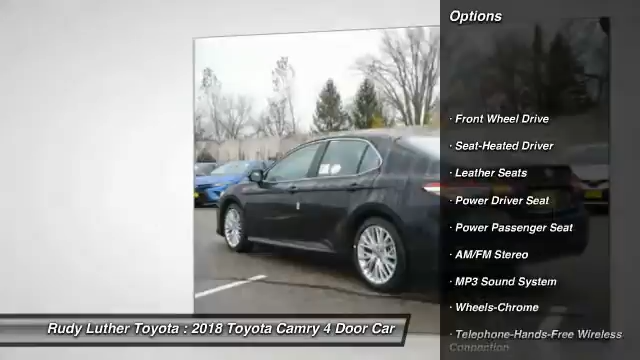 Options
· Front Wheel Drive
· Seat-Heated Driver
· Leather Seats
· Power Driver Seat
· Power Passenger Seat
· AM/FM Stereo
· MP3 Sound System
· Wheels-Chrome
· Telephone-Hands-Free Wireless
Connection
Rudy Luther Toyota : 2018 Toyota Camry 4 Door Car